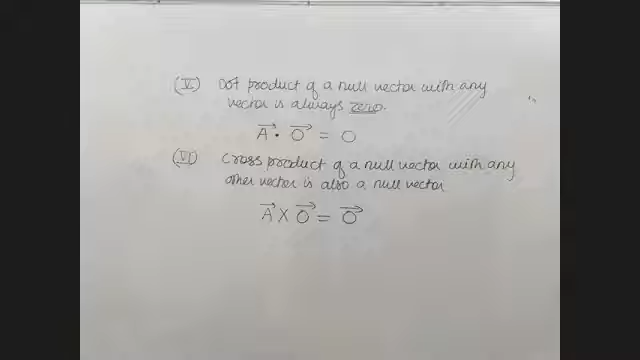 (V) Dot product of a null vector with any
vector is always zero.
A⃗ • O⃗ = O
(VI) Cross product of a null vector with any
other vector is also a null vector
A⃗ X O⃗ = O⃗